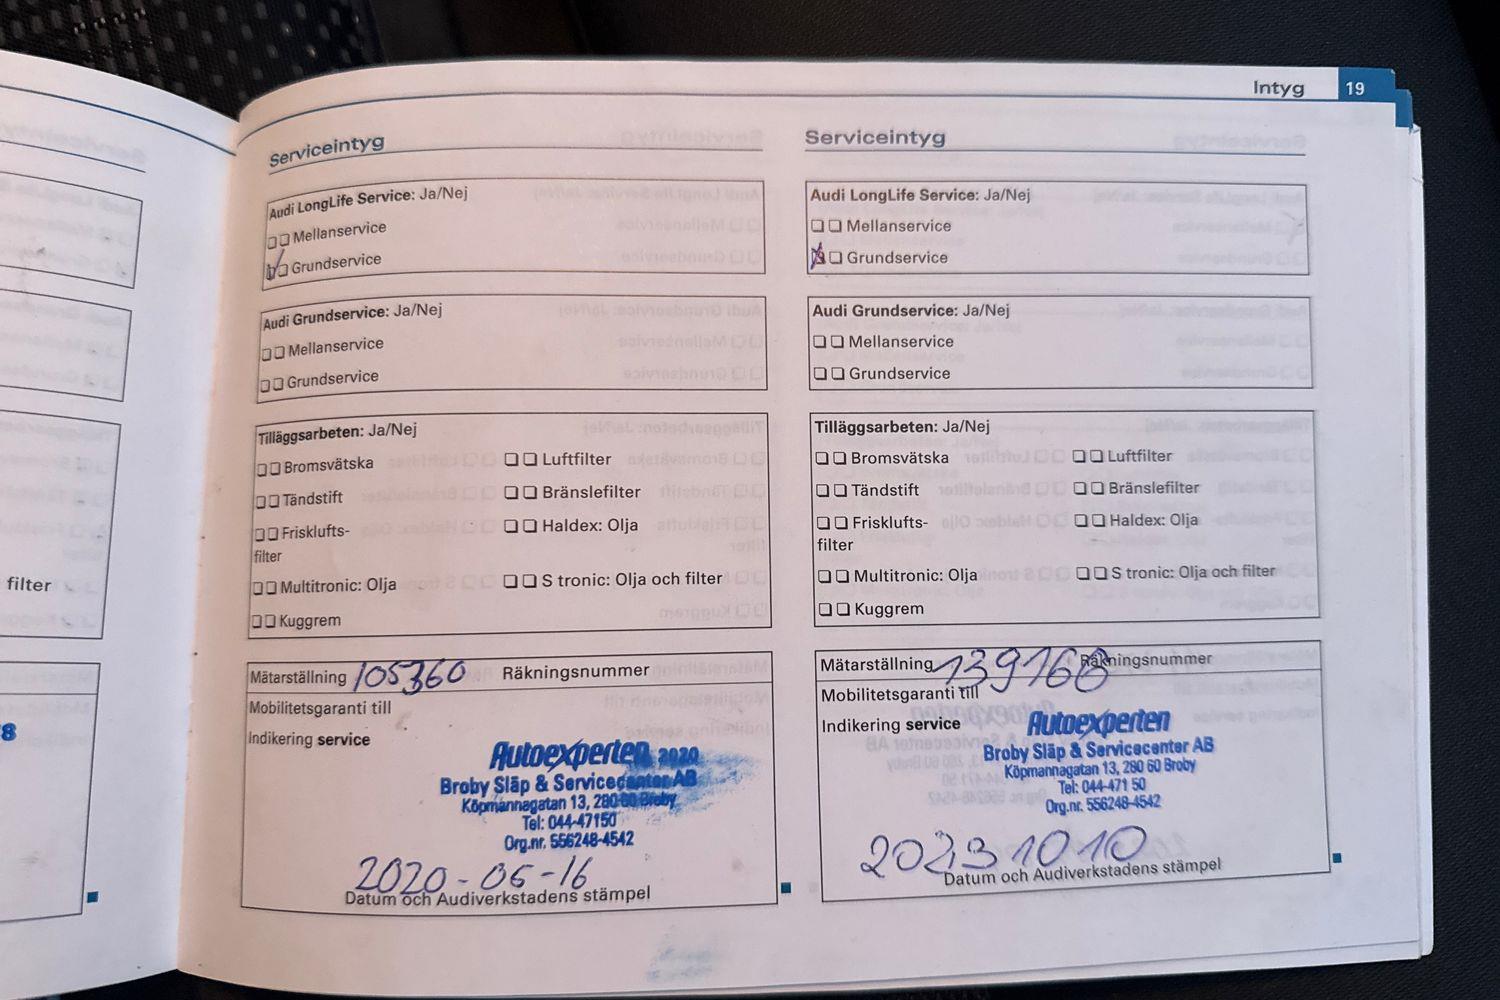 Intyg 19
Serviceintyg
Audi LongLife Service: Ja/Nej
Mellanservice
Grundservice
Audi Grundservice: Ja/Nej
Mellanservice
Grundservice
Tilläggsarbeten: Ja/Nej
Bromsvätska Luftfilter
Tändstift Bränslefilter
Frisklufts- Haldex: Olja
filter
Multitronic: Olja S tronic: Olja och filter
Kuggrem
Mätarställning 105360 Räkningsnummer
Mobilitetsgaranti till
Indikering service
Autoexperten 2020
Broby Släp & Servicecenter AB
Köpmannagatan 13, 280 60 Broby
Tel: 044-47150
Org.nr. 556248-4542
2020-05-16
Datum och Audiverkstadens stämpel
Serviceintyg
Audi LongLife Service: Ja/Nej
Mellanservice
Grundservice
Audi Grundservice: Ja/Nej
Mellanservice
Grundservice
Tilläggsarbeten: Ja/Nej
Bromsvätska Luftfilter
Tändstift Bränslefilter
Frisklufts- Haldex: Olja
filter
Multitronic: Olja S tronic: Olja och filter
Kuggrem
Mätarställning 139168 Räkningsnummer
Mobilitetsgaranti till
Indikering service
Autoexperten
Broby Släp & Servicecenter AB
Köpmannagatan 13, 280 60 Broby
Tel: 044-471 50
Org.nr. 556248-4542
20231010
Datum och Audiverkstadens stämpel
filter
8